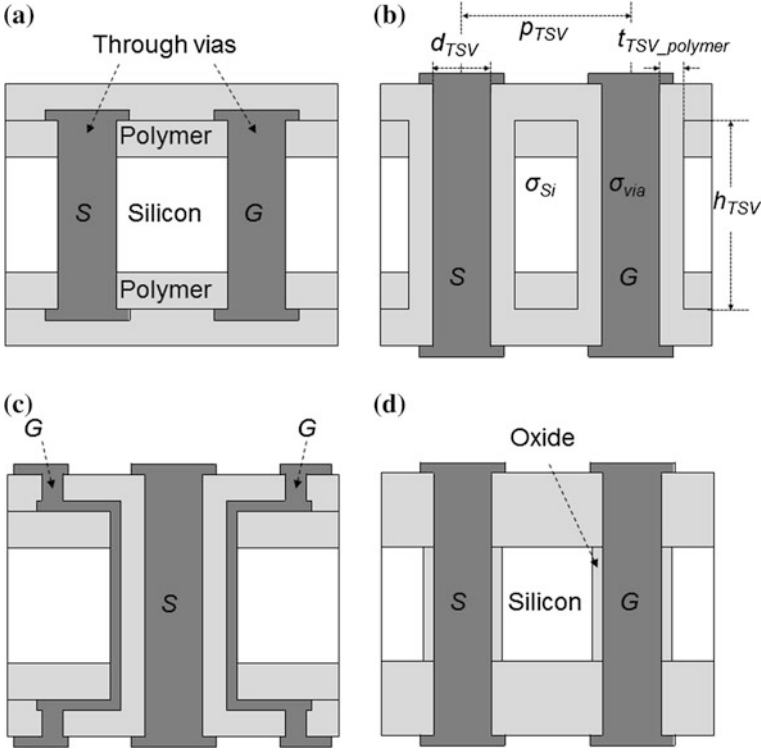 (a)
Through vias
Polymer
S
Silicon
G
Polymer
(b)
p_TSV
d_TSV
t_TSV_polymer
σ_Si
σ_via
h_TSV
S
G
(c)
G
G
S
(d)
Oxide
S
Silicon
G